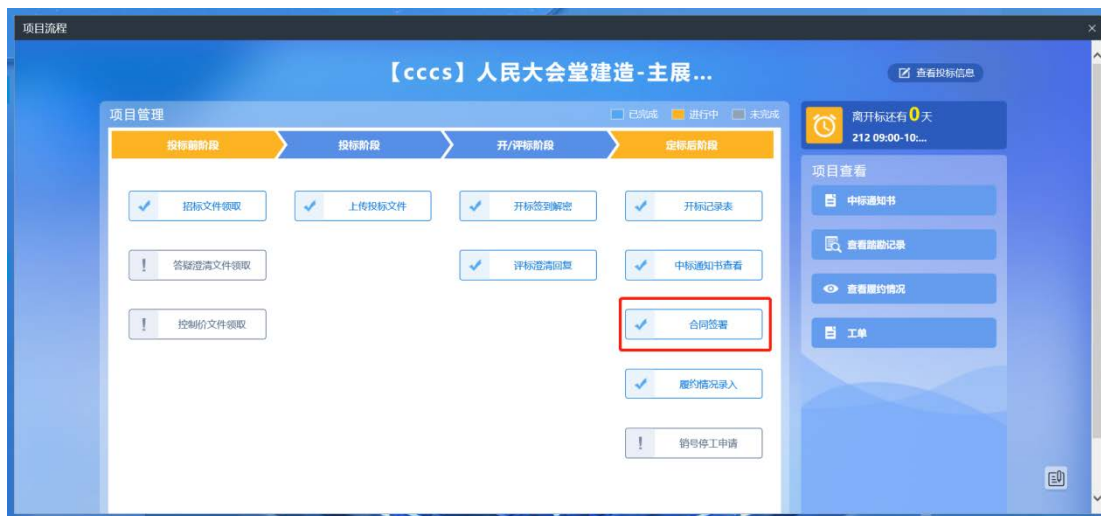 项目流程
【cccs】人民大会堂建造-主展...
查看投标信息
项目管理
已完成 进行中 未完成
投标前阶段 投标阶段 开/评标阶段 定标后阶段
招标文件领取 上传投标文件 开标签到解密 开标记录表
答疑澄清文件领取 评标澄清回复 中标通知书查看
控制价文件领取 合同签署
履约情况录入
销号停工申请
离开标还有0天
212 09:00-10:...
项目查看
中标通知书
查看踏勘记录
查看履约情况
工单